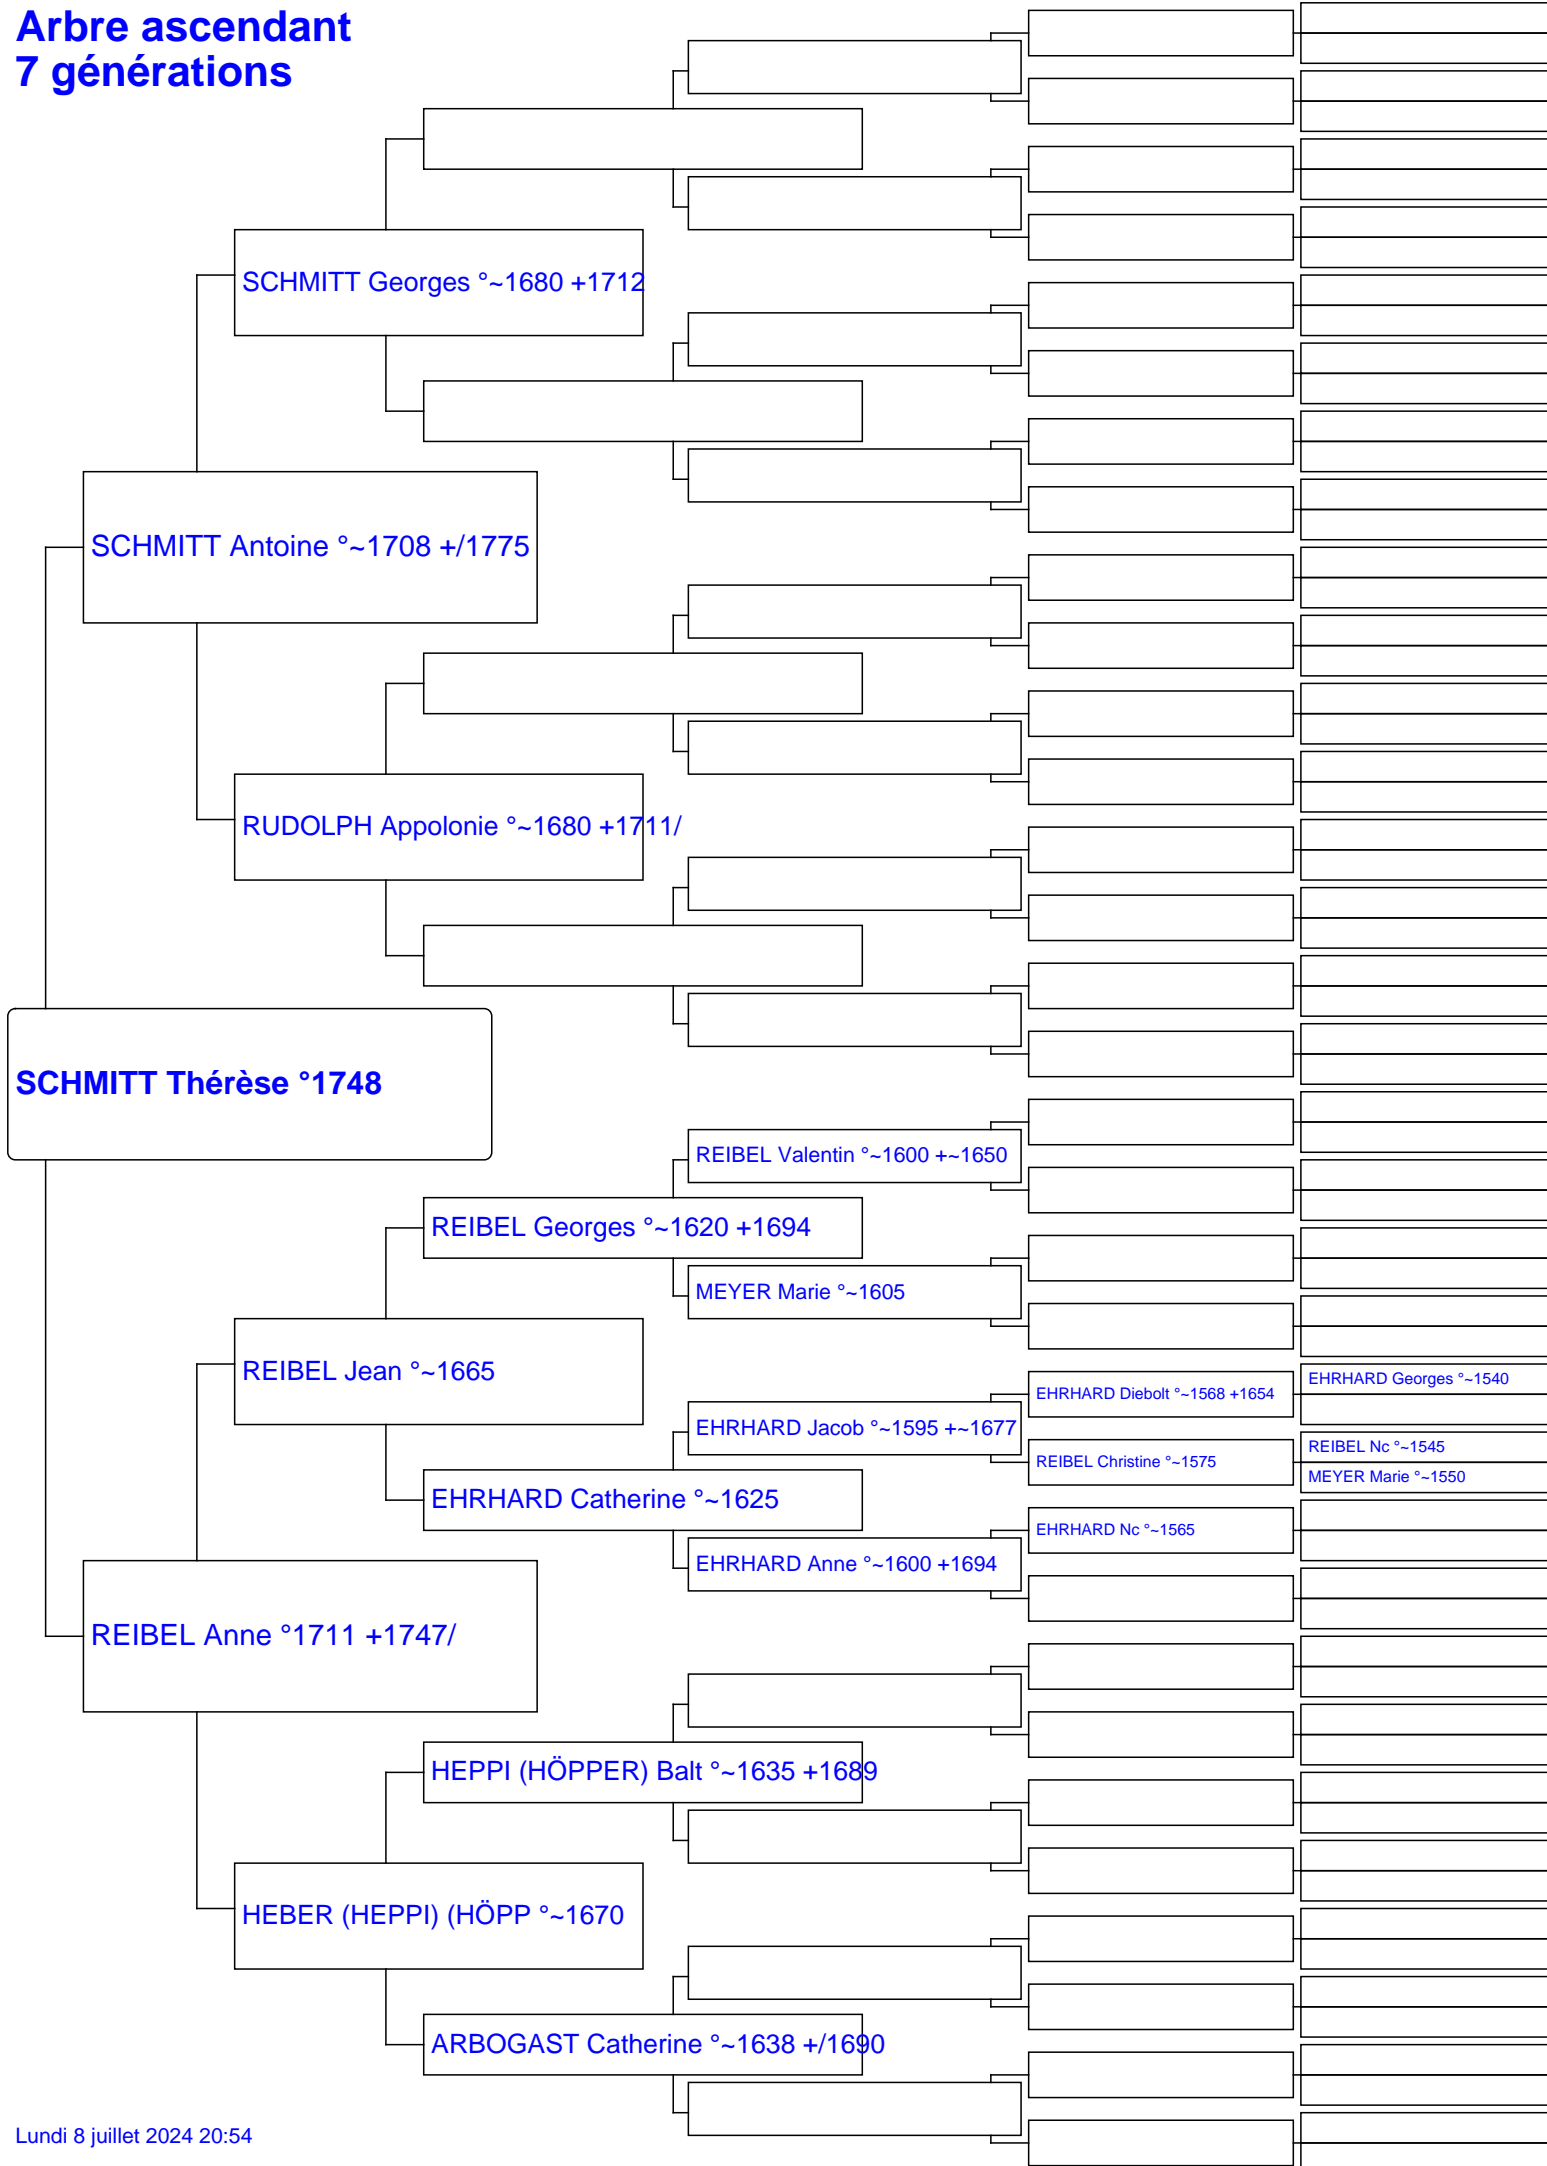 Arbre ascendant
7 générations
SCHMITT Georges °~1680 +1712
SCHMITT Antoine °~1708 +/1775
RUDOLPH Appolonie °~1680 +1711/
SCHMITT Thérèse °1748
REIBEL Valentin °~1600 +~1650
REIBEL Georges °~1620 +1694
MEYER Marie °~1605
REIBEL Jean °~1665
EHRHARD Georges °~1540
EHRHARD Diebolt °~1568 +1654
EHRHARD Jacob °~1595 +~1677
REIBEL Nc °~1545
REIBEL Christine °~1575
MEYER Marie °~1550
EHRHARD Catherine °~1625
EHRHARD Nc °~1565
EHRHARD Anne °~1600 +1694
REIBEL Anne °1711 +1747/
HEPPI (HÖPPER) Balt °~1635 +1689
HEBER (HEPPI) (HÖPP °~1670
ARBOGAST Catherine °~1638 +/1690
Lundi 8 juillet 2024 20:54